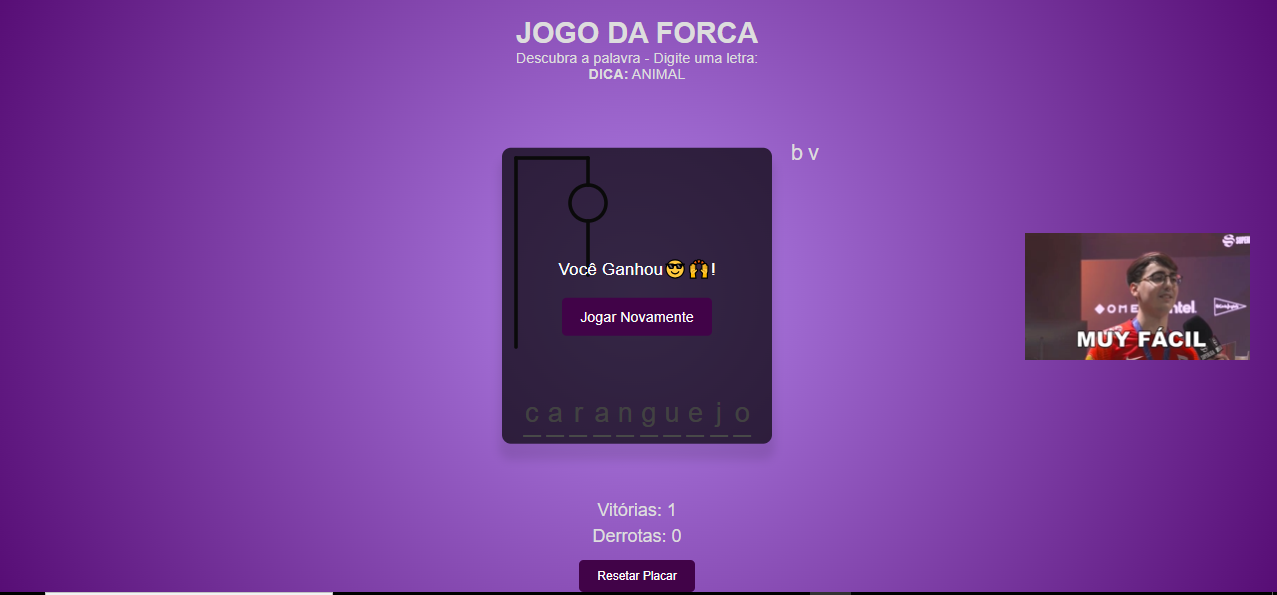 JOGO DA FORCA
Descubra a palavra - Digite uma letra:
DICA: ANIMAL
b v
Você Ganhou😎🙌!
Jogar Novamente
MUY FÁCIL
caranguejo
Vitórias: 1
Derrotas: 0
Resetar Placar